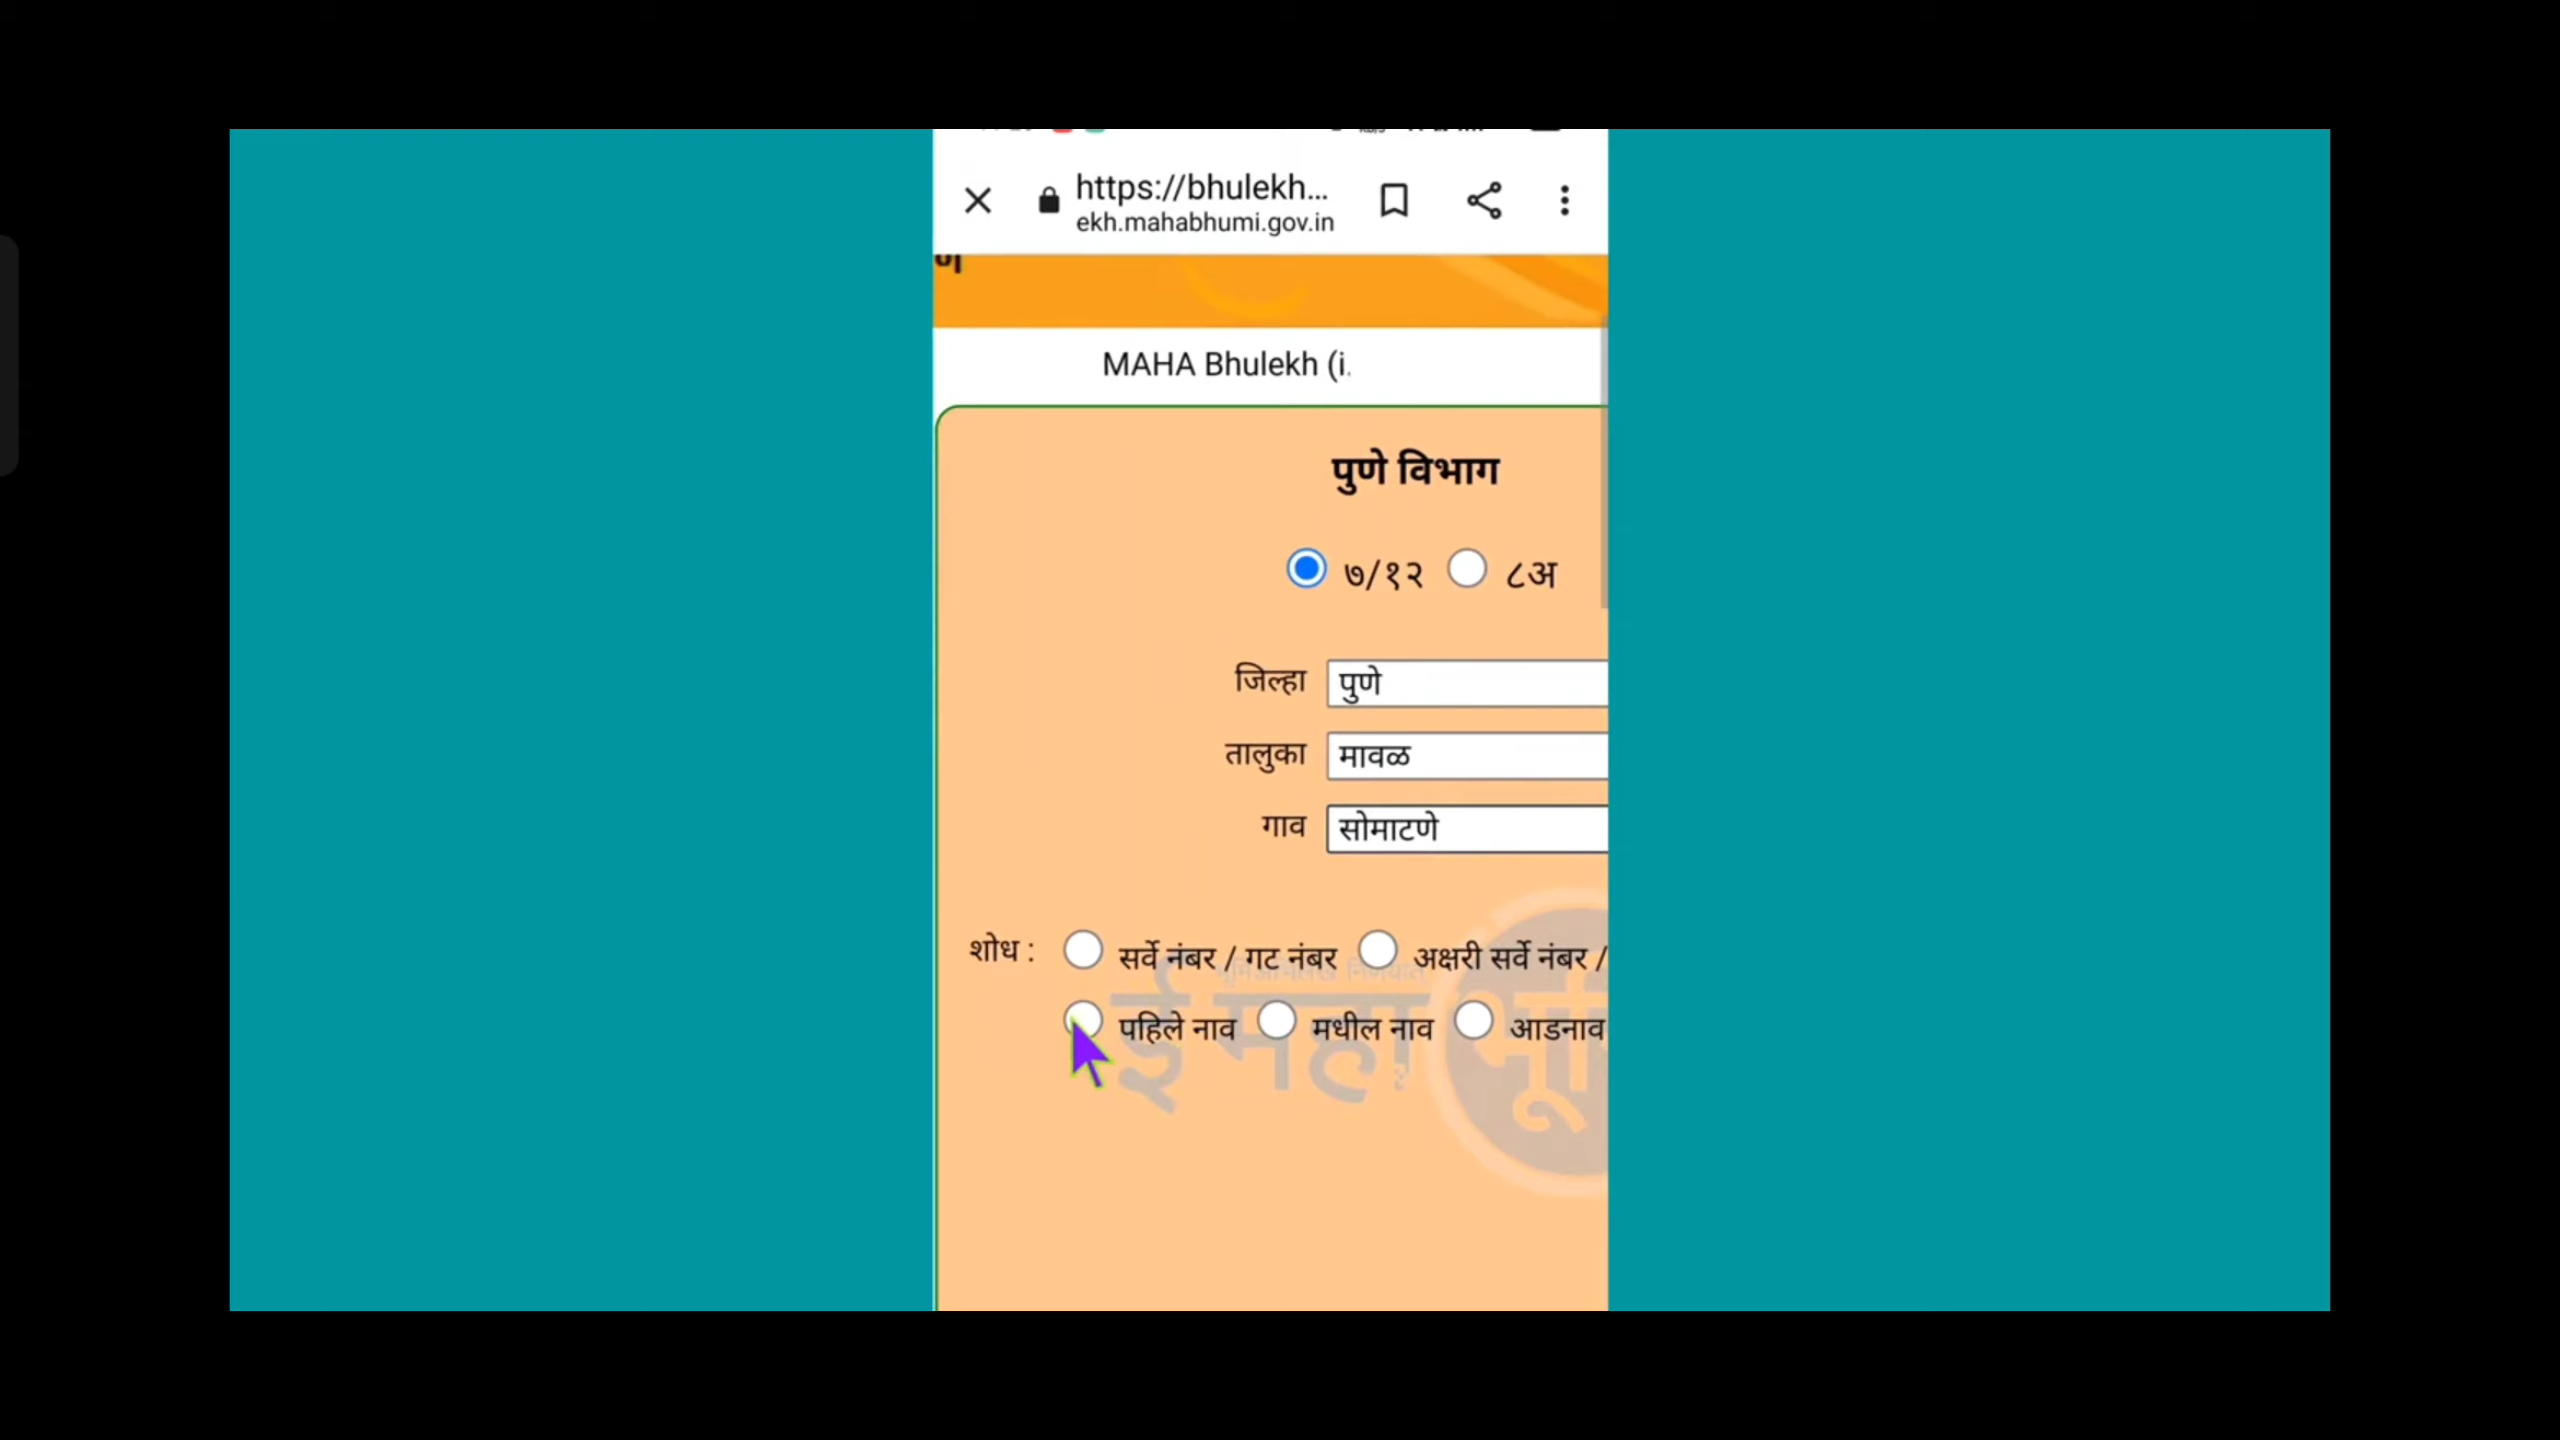 https://bhulekh...
ekh.mahabhumi.gov.in
MAHA Bhulekh (i.
पुणे विभाग
७/१२ ८अ
जिल्हा पुणे
तालुका मावळ
गाव सोमाटणे
शोध : सर्वे नंबर / गट नंबर अक्षरी सर्वे नंबर /
पहिले नाव मधील नाव आडनाव
ई महा भूमि